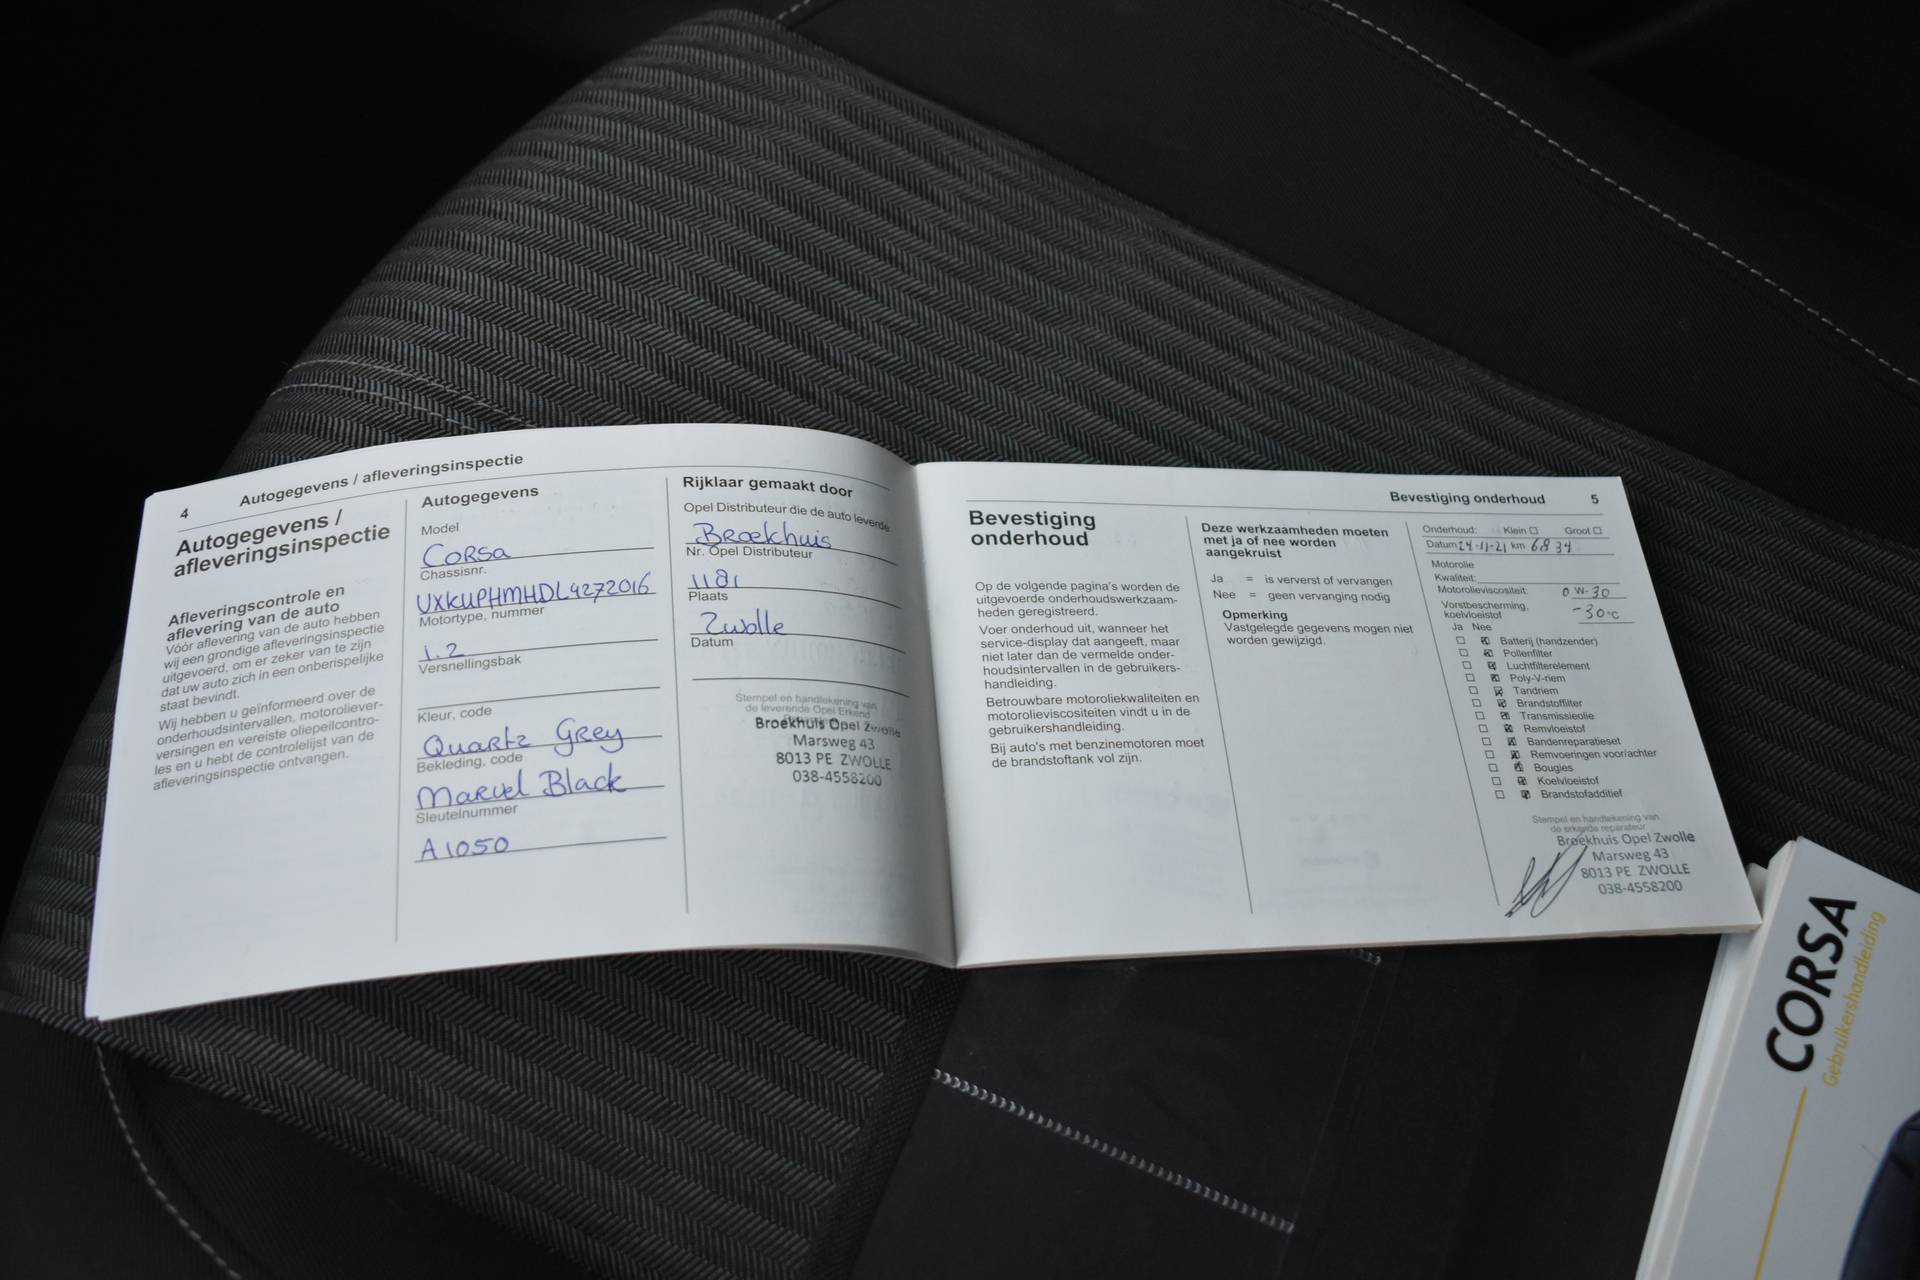 4
Autogegevens / afleveringsinspectie
Autogegevens /
afleveringsinspectie
Afleveringscontrole en
aflevering van de auto
Vóór aflevering van de auto hebben
wij een grondige afleveringsinspectie
uitgevoerd, om er zeker van te zijn
dat uw auto zich in een onberispelijke
staat bevindt.
Wij hebben u geïnformeerd over de
onderhoudsintervallen, motoroliever-
versingen en vereiste oliepeilcontro-
les en u hebt de controlelijst van de
afleveringsinspectie ontvangen.
Autogegevens
Model
Corsa
Chassisnr.
VXKUPHMHDL4272016
Motortype, nummer
1.2
Versnellingsbak
Kleur, code
Quartz Grey
Bekleding, code
Marvel Black
Sleutelnummer
A1050
Rijklaar gemaakt door
Opel Distributeur die de auto leverde
Broekhuis
Nr. Opel Distributeur
1181
Plaats
Zwolle
Datum
Stempel en handtekening van
de leverende Opel Erkend
Broekhuis Opel Zwolle
Marsweg 43
8013 PE ZWOLLE
038-4558200
Bevestiging onderhoud 5
Bevestiging
onderhoud
Op de volgende pagina's worden de
uitgevoerde onderhoudswerkzaam-
heden geregistreerd.
Voer onderhoud uit, wanneer het
service-display dat aangeeft, maar
niet later dan de vermelde onder-
houdsintervallen in de gebruikers-
handleiding.
Betrouwbare motoroliekwaliteiten en
motorolieviscositeiten vindt u in de
gebruikershandleiding.
Bij auto's met benzinemotoren moet
de brandstoftank vol zijn.
Deze werkzaamheden moeten
met ja of nee worden
aangekruist
Ja = is ververst of vervangen
Nee = geen vervanging nodig
Opmerking
Vastgelegde gegevens mogen niet
worden gewijzigd.
Onderhoud: Klein ☐ Groot ☐
Datum 24-11-21 km 6834
Motorolie
Kwaliteit:
Motorolieviscositeit: 0W-30
Vorstbescherming,
koelvloeistof -30°C
Ja Nee
Batterij (handzender)
Pollenfilter
Luchtfilterelement
Poly-V-riem
Tandriem
Brandstoffilter
Transmissieolie
Remvloeistof
Bandenreparatieset
Remvoeringen voor/achter
Bougies
Koelvloeistof
Brandstofadditief
Stempel en handtekening van
de erkende reparateur
Broekhuis Opel Zwolle
Marsweg 43
8013 PE ZWOLLE
038-4558200
CORSA
Gebruikershandleiding